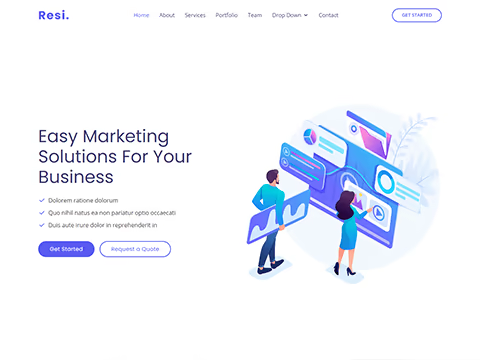 Resi.
Home About Services Portfolio Team Drop Down Contact
GET STARTED
Easy Marketing
Solutions For Your
Business
Dolorem ratione dolorum
Quo nihil natus ea non pariatur optio occaecati
Duis aute irure dolor in reprehenderit in
Get Started
Request a Quote